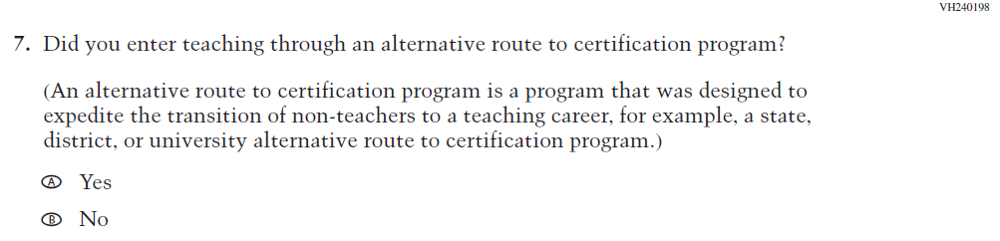 VH240198
7. Did you enter teaching through an alternative route to certification program?
(An alternative route to certification program is a program that was designed to
expedite the transition of non-teachers to a teaching career, for example, a state,
district, or university alternative route to certification program.)
A Yes
B No